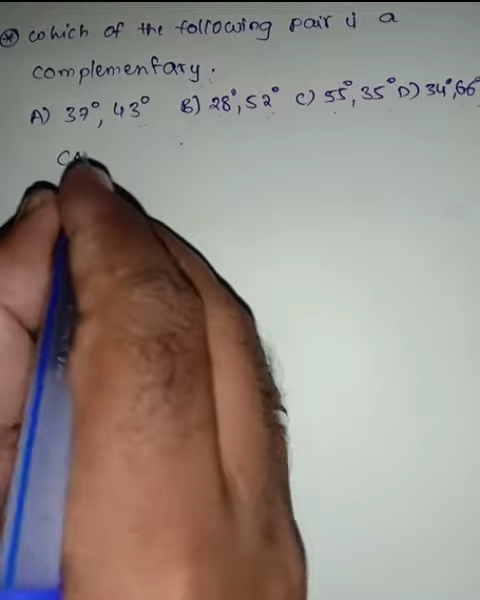 * Which of the following pair is a
complementary.
A) 37°, 43° B) 28°, 52° C) 55°, 35° D) 34°, 66°